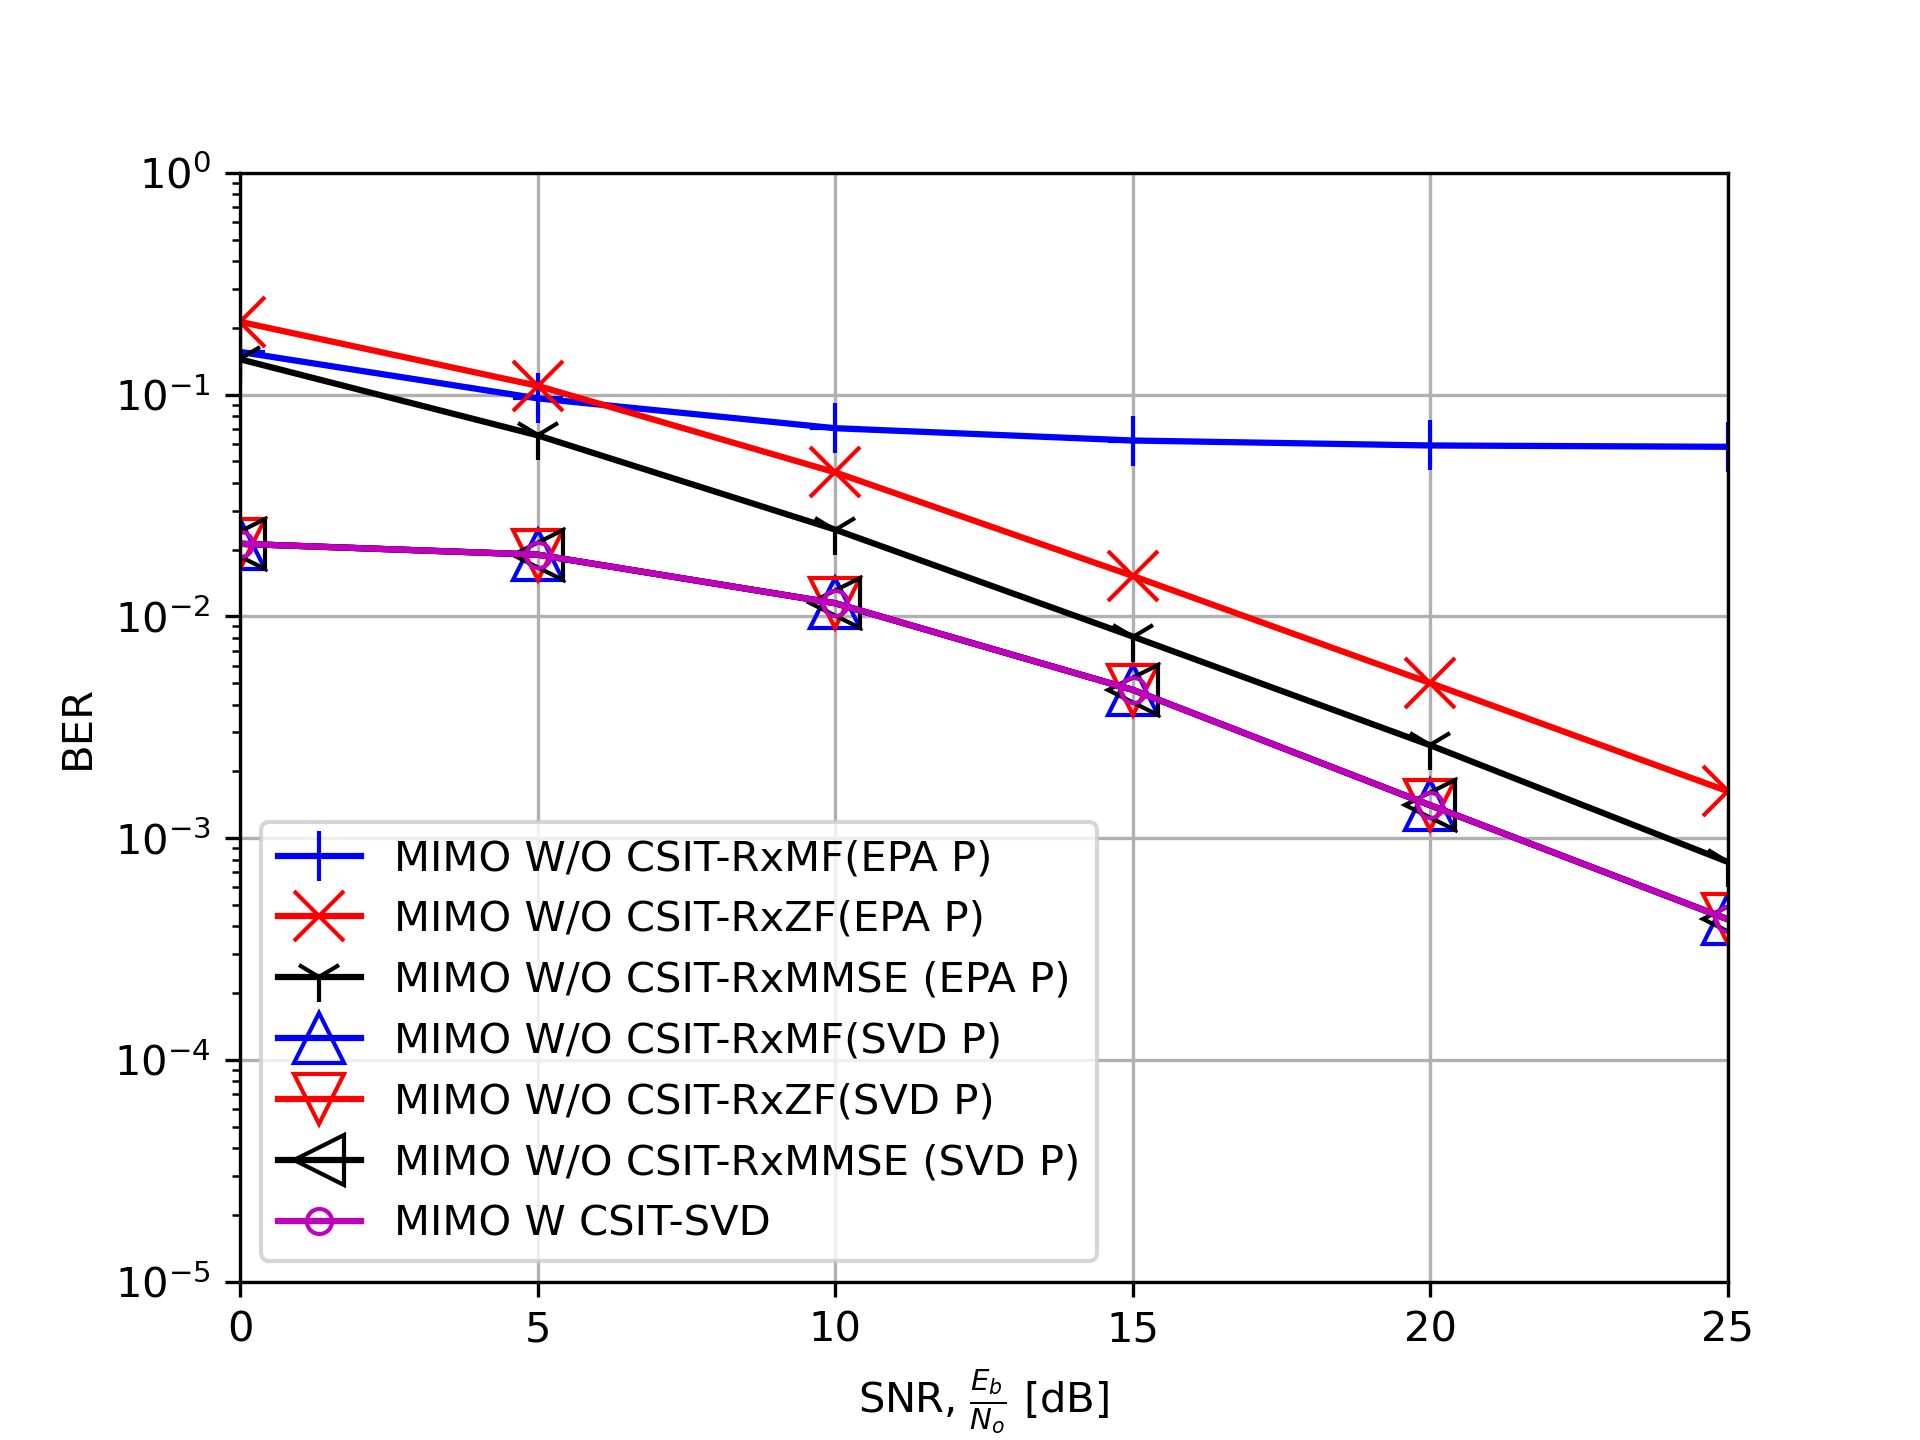 10⁰
10⁻¹
10⁻²
10⁻³
10⁻⁴
10⁻⁵
BER
MIMO W/O CSIT-RxMF(EPA P)
MIMO W/O CSIT-RxZF(EPA P)
MIMO W/O CSIT-RxMMSE (EPA P)
MIMO W/O CSIT-RxMF(SVD P)
MIMO W/O CSIT-RxZF(SVD P)
MIMO W/O CSIT-RxMMSE (SVD P)
MIMO W CSIT-SVD
0 5 10 15 20 25
SNR, E_b/N_o [dB]